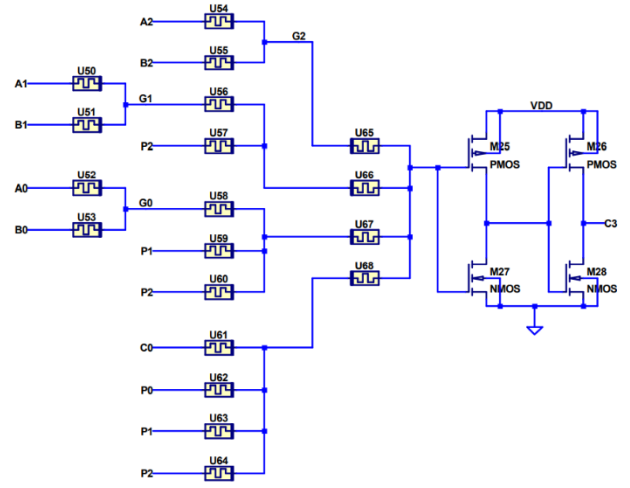 A2 U54
G2
B2 U55
A1 U50 G1 U56
B1 U51
P2 U57 U65
VDD
M25 M26
PMOS PMOS
A0 U52 G0 U58 U66
B0 U53
P1 U59 U67
C3
P2 U60 U68
M27 M28
NMOS NMOS
C0 U61
P0 U62
P1 U63
P2 U64